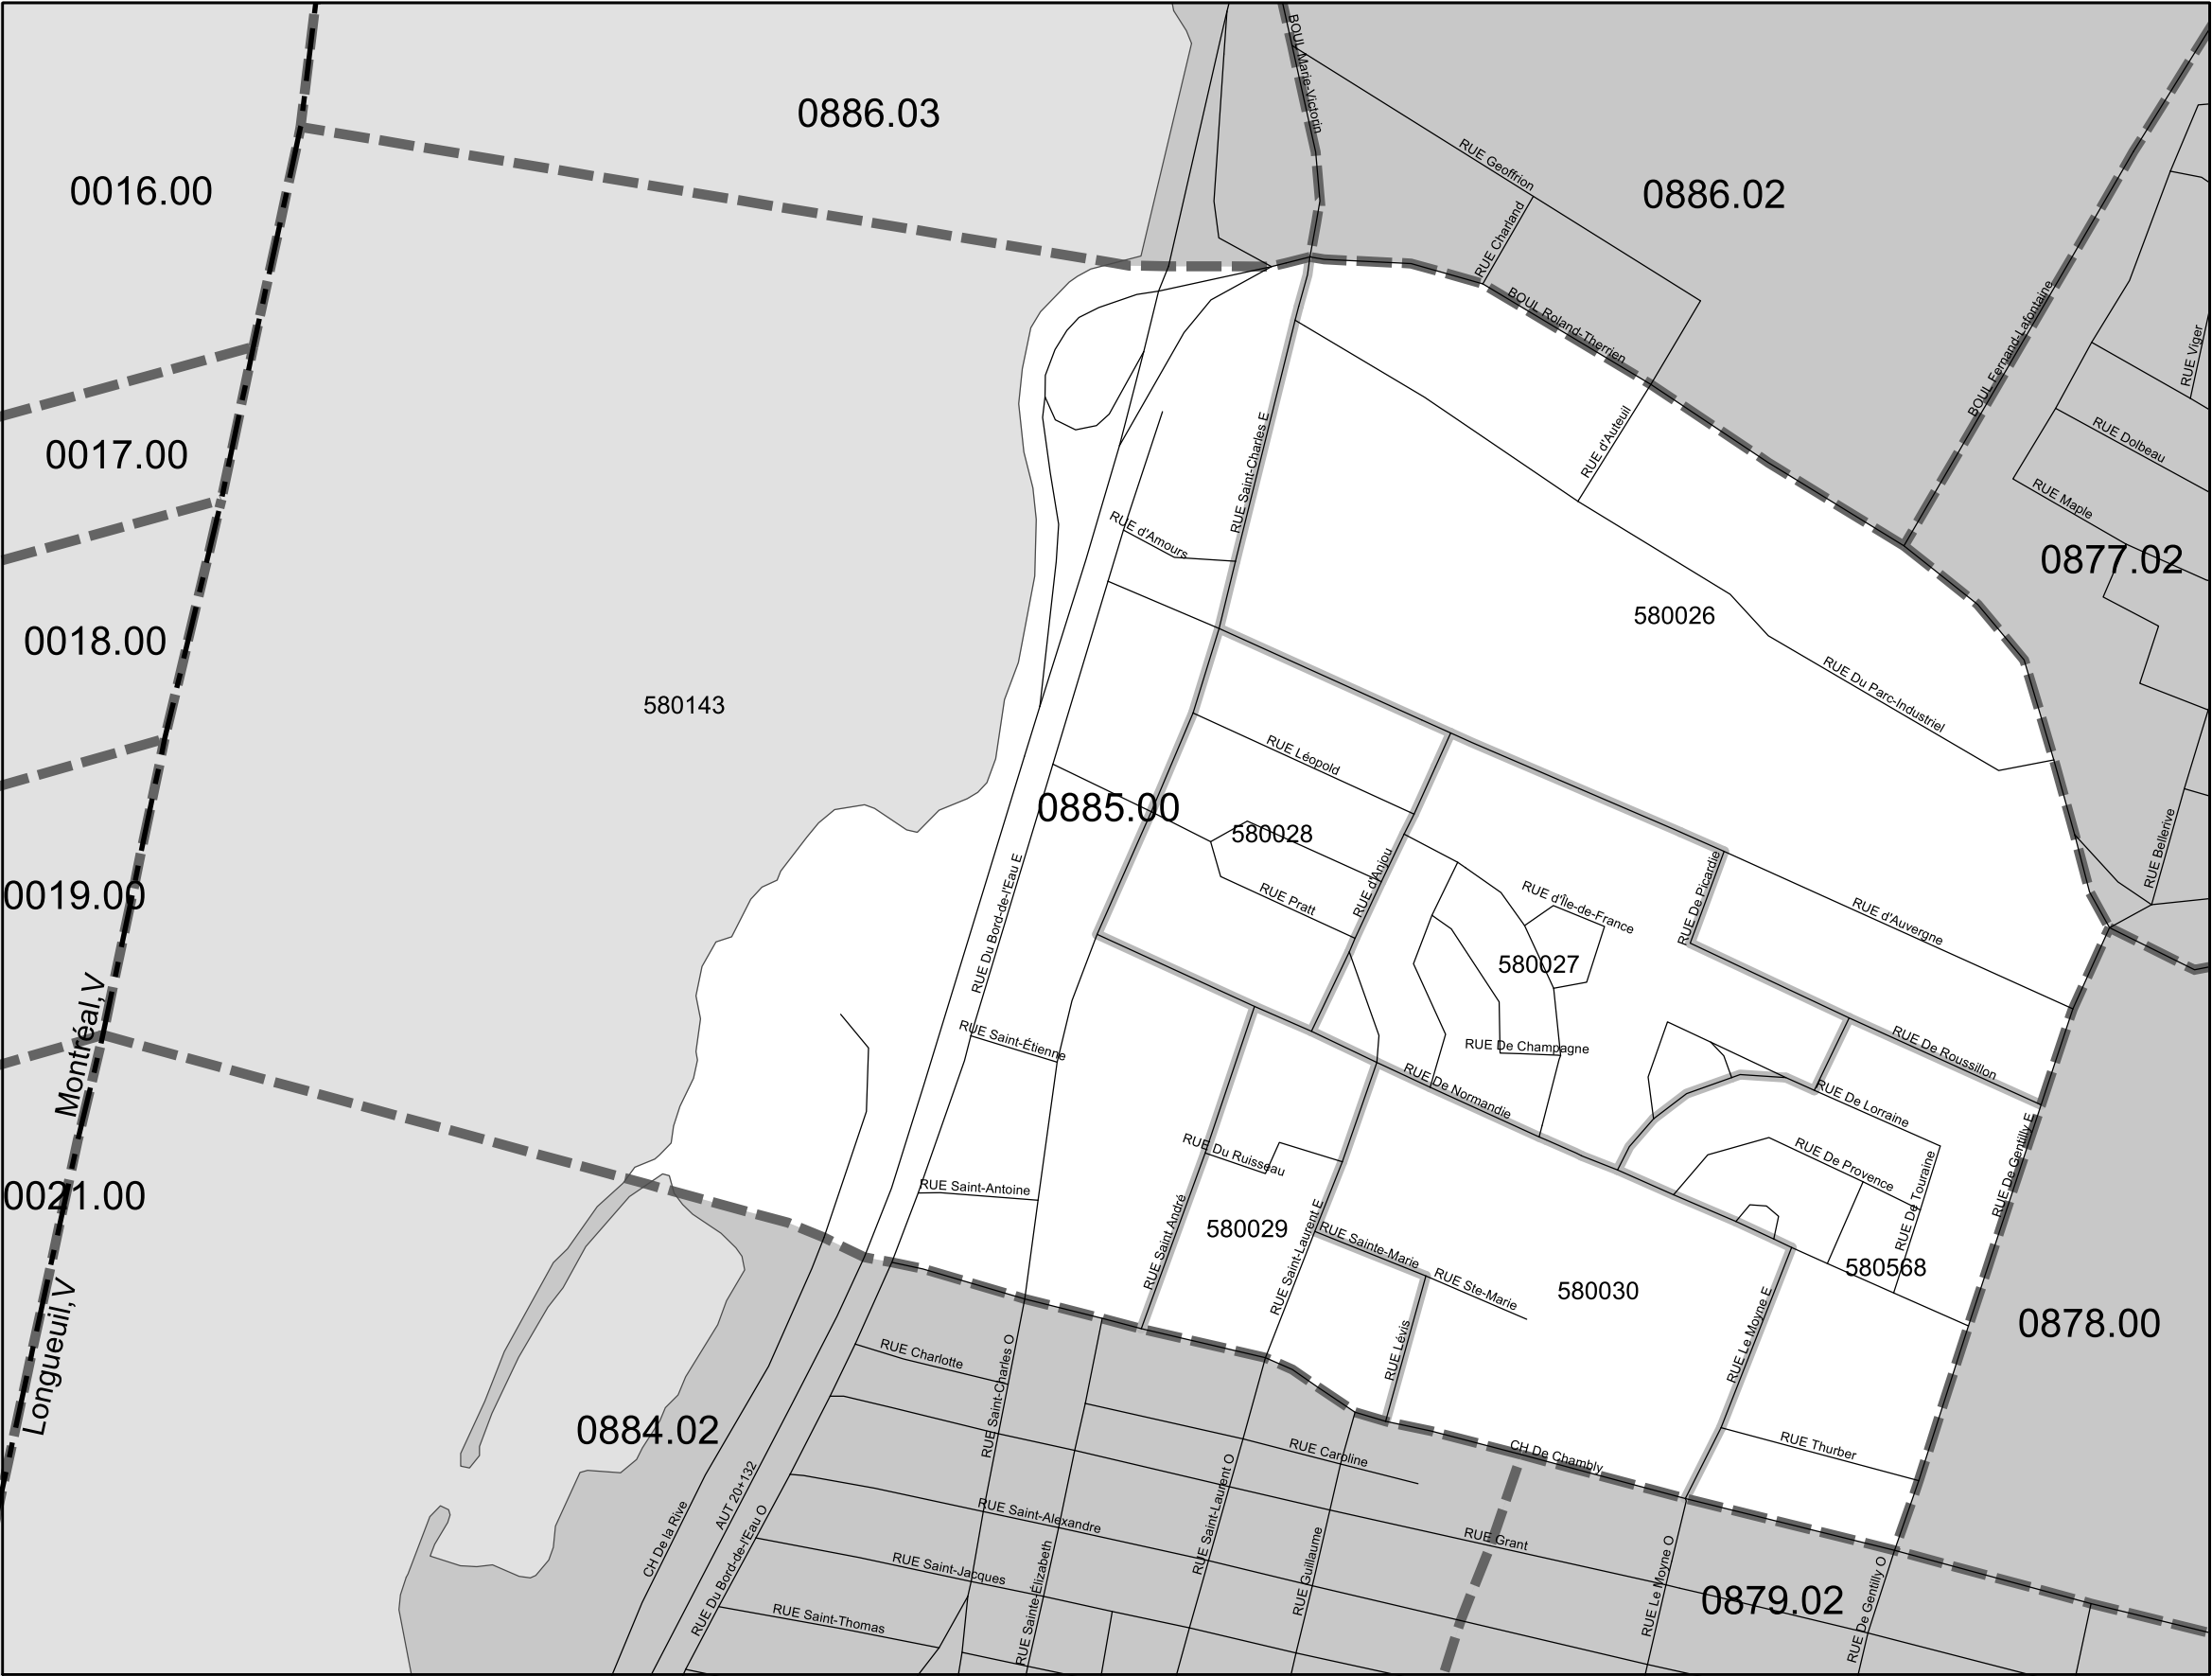 BOUL Marie-Victorin
0886.03
RUE Geoffrion
0016.00
0886.02
RUE Charland
BOUL Roland-Therrien
BOUL Fernand-Lafontaine
RUE Viger
RUE d'Auteuil
RUE Dolbeau
0017.00
RUE Saint-Charles E
RUE Maple
RUE d'Amours
0877.02
580026
0018.00
RUE Du Parc-Industriel
580143
RUE Léopold
0885.00
580028
RUE Bellerive
RUE d'Anjou
RUE De Picardie
0019.00
RUE Pratt
RUE d'Île-de-France
RUE d'Auvergne
RUE Du Bord-de-l'Eau E
580027
Montréal,V
RUE Saint-Étienne
RUE De Champagne
RUE De Roussillon
RUE De Normandie
RUE De Lorraine
RUE De Gentilly E
RUE Du Ruisseau
RUE De Provence
RUE De Touraine
0021.00
RUE Saint-Antoine
RUE Saint André
580029
RUE Saint-Laurent E
RUE Sainte-Marie
RUE Ste-Marie
580030
580568
Longueuil,V
0878.00
RUE Lévis
RUE Le Moyne E
RUE Charlotte
RUE Saint-Charles O
0884.02
RUE Caroline
CH De Chambly
RUE Thurber
AUT 20+132
RUE Saint-Alexandre
RUE Saint-Laurent O
RUE Grant
CH De la Rive
RUE Du Bord-de-l'Eau O
RUE Saint-Jacques
RUE Sainte-Élizabeth
RUE Guillaume
RUE Le Moyne O
0879.02
RUE De Gentilly O
RUE Saint-Thomas